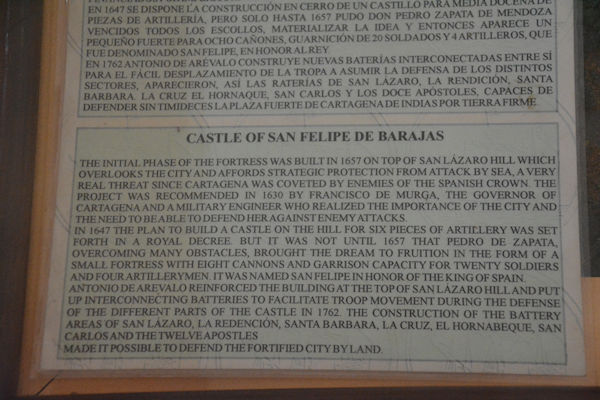 EN 1647 SE DISPONE LA CONSTRUCCIÓN EN CERRO DE UN CASTILLO PARA MEDIA DOCENA DE
PIEZAS DE ARTILLERÍA, PERO SOLO HASTA 1657 PUDO DON PEDRO ZAPATA DE MENDOZA
VENCIDOS TODOS LOS ESCOLLOS, MATERIALIZAR LA IDEA Y ENTONCES APARECE UN
PEQUEÑO FUERTE PARA OCHO CAÑONES, GUARNICIÓN DE 20 SOLDADOS Y 4 ARTILLEROS, QUE
FUE DENOMINADO SAN FELIPE, EN HONOR AL REY.
EN 1762 ANTONIO DE ARÉVALO CONSTRUYE NUEVAS BATERÍAS INTERCONECTADAS ENTRE SÍ
PARA EL FÁCIL DESPLAZAMIENTO DE LA TROPA A ASUMIR LA DEFENSA DE LOS DISTINTOS
SECTORES, APARECIERON, ASÍ LAS RATERÍAS DE SAN LÁZARO, LA RENDICIÓN, SANTA
BARBARA. LA CRUZ EL HORNAQUE, SAN CARLOS Y LOS DOCE APÓSTOLES, CAPACES DE
DEFENDER SIN TIMIDECES LA PLAZA FUERTE DE CARTAGENA DE INDIAS POR TIERRA FIRME
CASTLE OF SAN FELIPE DE BARAJAS
THE INITIAL PHASE OF THE FORTRESS WAS BUILT IN 1657 ON TOP OF SAN LÁZARO HILL WHICH
OVERLOOKS THE CITY AND AFFORDS STRATEGIC PROTECTION FROM ATTACK BY SEA, A VERY
REAL THREAT SINCE CARTAGENA WAS COVETED BY ENEMIES OF THE SPANISH CROWN. THE
PROJECT WAS RECOMMENDED IN 1630 BY FRANCISCO DE MURGA, THE GOVERNOR OF
CARTAGENA AND A MILITARY ENGINEER WHO REALIZED THE IMPORTANCE OF THE CITY AND
THE NEED TO BE ABLE TO DEFEND HER AGAINST ENEMY ATTACKS.
IN 1647 THE PLAN TO BUILD A CASTLE ON THE HILL FOR SIX PIECES OF ARTILLERY WAS SET
FORTH IN A ROYAL DECREE. BUT IT WAS NOT UNTIL 1657 THAT PEDRO DE ZAPATA,
OVERCOMING MANY OBSTACLES, BROUGHT THE DREAM TO FRUITION IN THE FORM OF A
SMALL FORTRESS WITH EIGHT CANNONS AND GARRISON CAPACITY FOR TWENTY SOLDIERS
AND FOUR ARTILLERYMEN. IT WAS NAMED SAN FELIPE IN HONOR OF THE KING OF SPAIN.
ANTONIO DE AREVALO REINFORCED THE BUILDING AT THE TOP OF SAN LAZARO HILL AND PUT
UP INTERCONNECTING BATTERIES TO FACILITATE TROOP MOVEMENT DURING THE DEFENSE
OF THE DIFFERENT PARTS OF THE CASTLE IN 1762. THE CONSTRUCTION OF THE BATTERY
AREAS OF SAN LÁZARO, LA REDENCIÓN, SANTA BARBARA, LA CRUZ, EL HORNABEQUE, SAN
CARLOS AND THE TWELVE APOSTLES
MADE IT POSSIBLE TO DEFEND THE FORTIFIED CITY BY LAND.